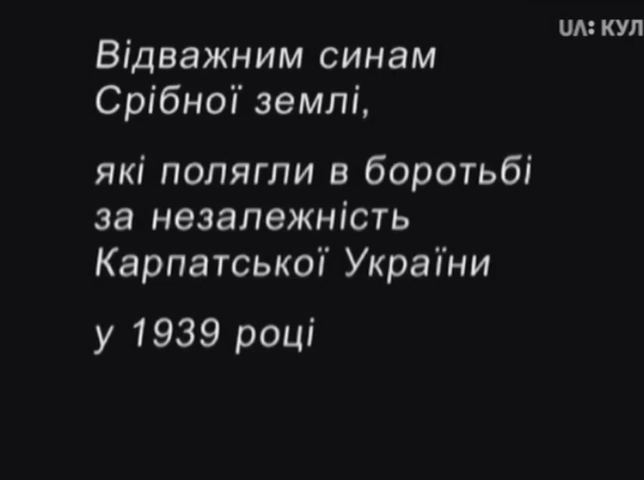 UA: КУЛ
Відважним синам
Срібної землі,
які полягли в боротьбі
за незалежність
Карпатської України
у 1939 році